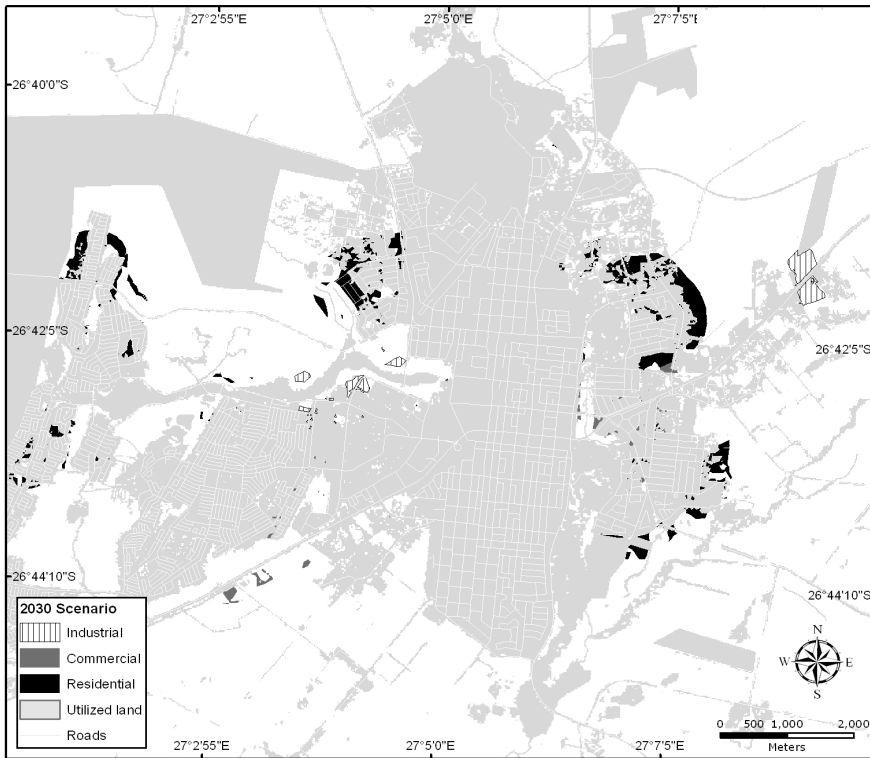 27°2'55"E 27°5'0"E 27°7'5"E
26°40'0"S
26°42'5"S
26°42'5"S
26°44'10"S
26°44'10"S
2030 Scenario
Industrial
Commercial
Residential
Utilized land
Roads
N
W E
S
0 500 1,000 2,000
Meters
27°2'55"E 27°5'0"E 27°7'5"E